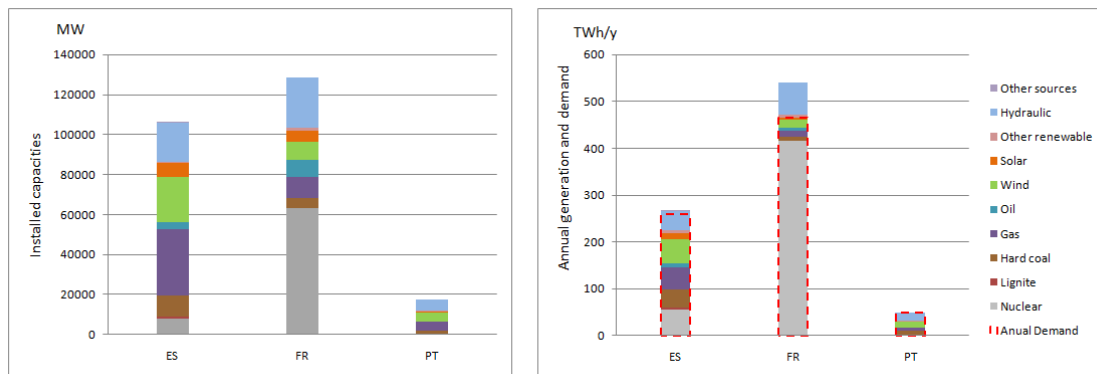 MW
Installed capacities
140000
120000
100000
80000
60000
40000
20000
0
ES FR PT
TWh/y
Annual generation and demand
600
500
400
300
200
100
0
ES FR PT
Other sources
Hydraulic
Other renewable
Solar
Wind
Oil
Gas
Hard coal
Lignite
Nuclear
Anual Demand